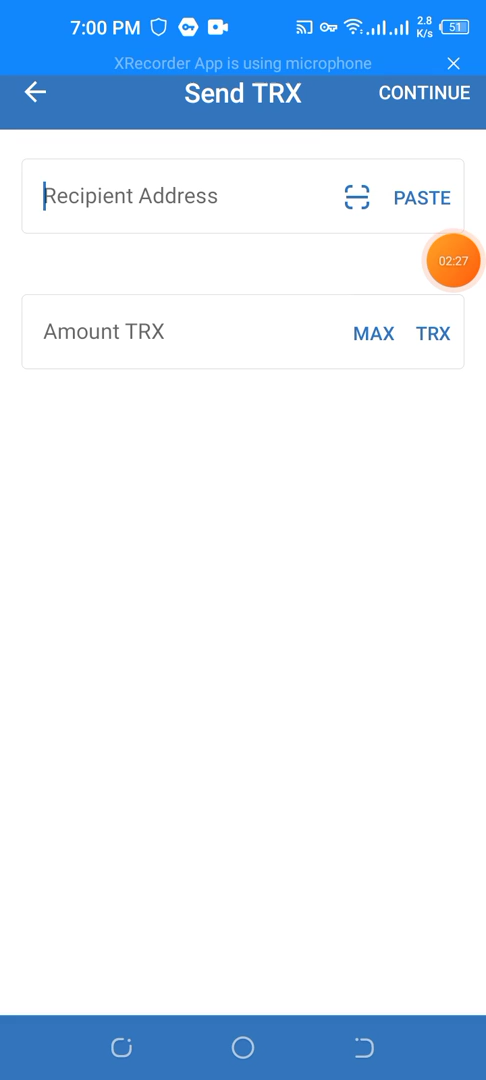 7:00 PM 2.8 K/s 51
XRecorder App is using microphone
Send TRX CONTINUE
Recipient Address PASTE
02:27
Amount TRX MAX TRX